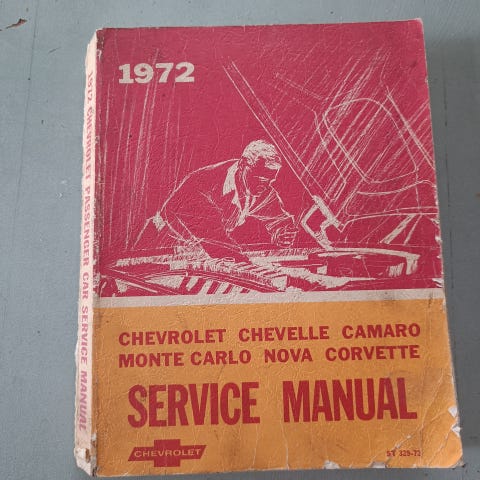 1972
CHEVROLET CHEVELLE CAMARO
MONTE CARLO NOVA CORVETTE
SERVICE MANUAL
CHEVROLET
ST 329-72
1972 CHEVROLET PASSENGER CAR SERVICE MANUAL